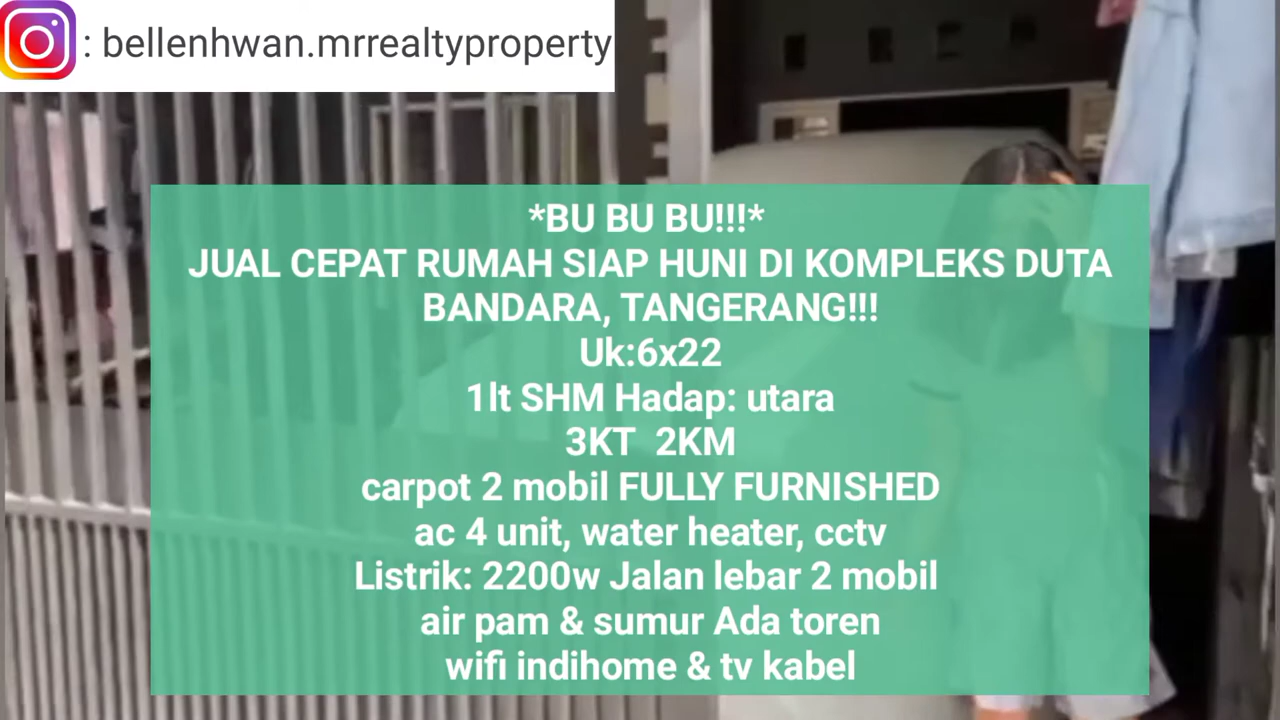 : bellenhwan.mrrealtyproperty
*BU BU BU!!!*
JUAL CEPAT RUMAH SIAP HUNI DI KOMPLEKS DUTA
BANDARA, TANGERANG!!!
Uk:6x22
1lt SHM Hadap: utara
3KT  2KM
carpot 2 mobil FULLY FURNISHED
ac 4 unit, water heater, cctv
Listrik: 2200w Jalan lebar 2 mobil
air pam & sumur Ada toren
wifi indihome & tv kabel